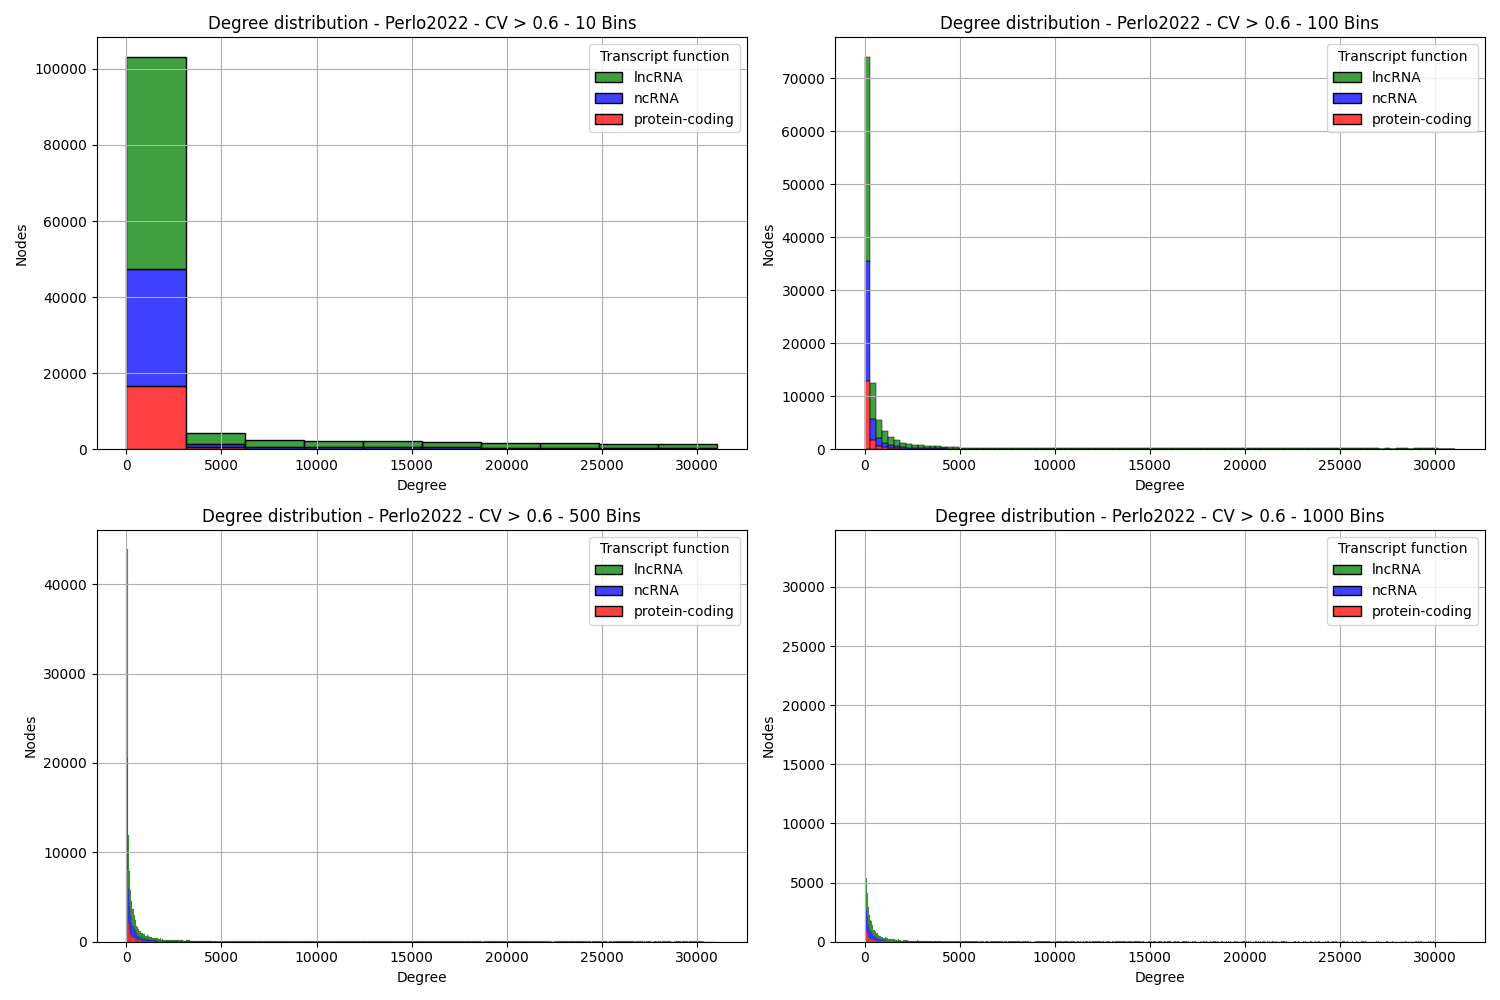 Degree distribution - Perlo2022 - CV > 0.6 - 10 Bins
Transcript function
lncRNA
ncRNA
protein-coding
100000
80000
60000
40000
20000
0
Nodes
0 5000 10000 15000 20000 25000 30000
Degree
Degree distribution - Perlo2022 - CV > 0.6 - 100 Bins
Transcript function
lncRNA
ncRNA
protein-coding
70000
60000
50000
40000
30000
20000
10000
0
Nodes
0 5000 10000 15000 20000 25000 30000
Degree
Degree distribution - Perlo2022 - CV > 0.6 - 500 Bins
Transcript function
lncRNA
ncRNA
protein-coding
40000
30000
20000
10000
0
Nodes
0 5000 10000 15000 20000 25000 30000
Degree
Degree distribution - Perlo2022 - CV > 0.6 - 1000 Bins
Transcript function
lncRNA
ncRNA
protein-coding
30000
25000
20000
15000
10000
5000
0
Nodes
0 5000 10000 15000 20000 25000 30000
Degree